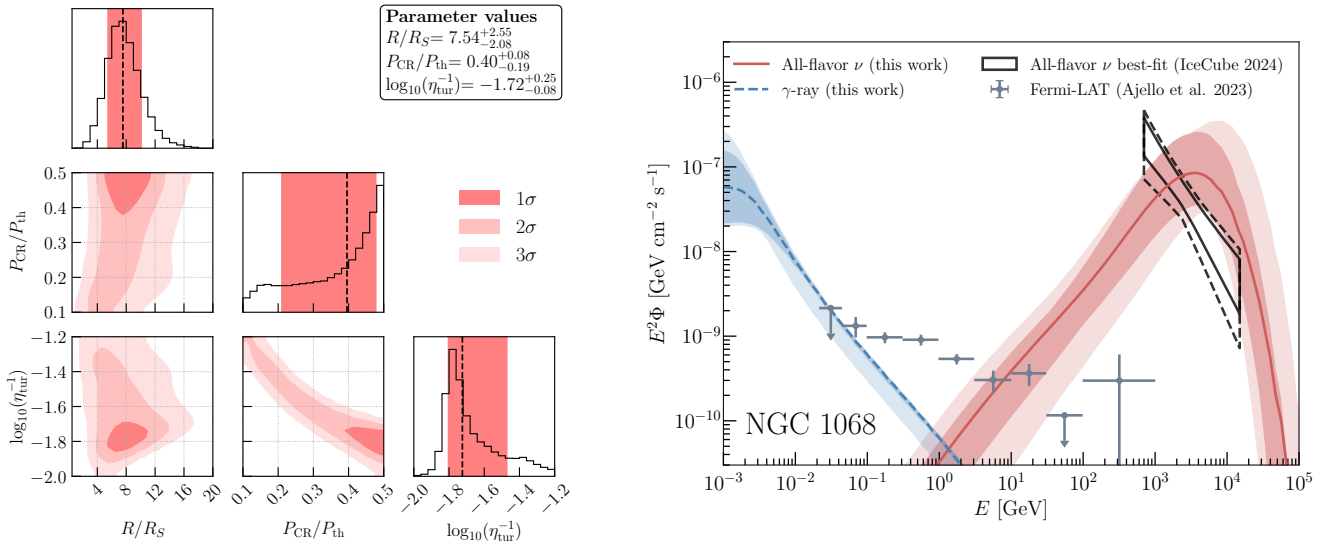 Parameter values
R/R_S = 7.54^{+2.55}_{-2.08}
P_CR/P_th = 0.40^{+0.08}_{-0.19}
log_10(η_tur^{-1}) = −1.72^{+0.25}_{-0.08}
0.5
0.4
0.3
0.2
0.1
P_CR/P_th
1σ
2σ
3σ
−1.2
−1.4
−1.6
−1.8
−2.0
log_10(η_tur^{-1})
4 8 12 16 20
R/R_S
0.1 0.2 0.3 0.4 0.5
P_CR/P_th
−2.0 −1.8 −1.6 −1.4 −1.2
log_10(η_tur^{-1})
All-flavor ν (this work)
γ-ray (this work)
All-flavor ν best-fit (IceCube 2024)
Fermi-LAT (Ajello et al. 2023)
10^{−6}
10^{−7}
10^{−8}
10^{−9}
10^{−10}
E^2Φ [GeV cm^{−2} s^{−1}]
NGC 1068
10^{−3} 10^{−2} 10^{−1} 10^0 10^1 10^2 10^3 10^4 10^5
E [GeV]